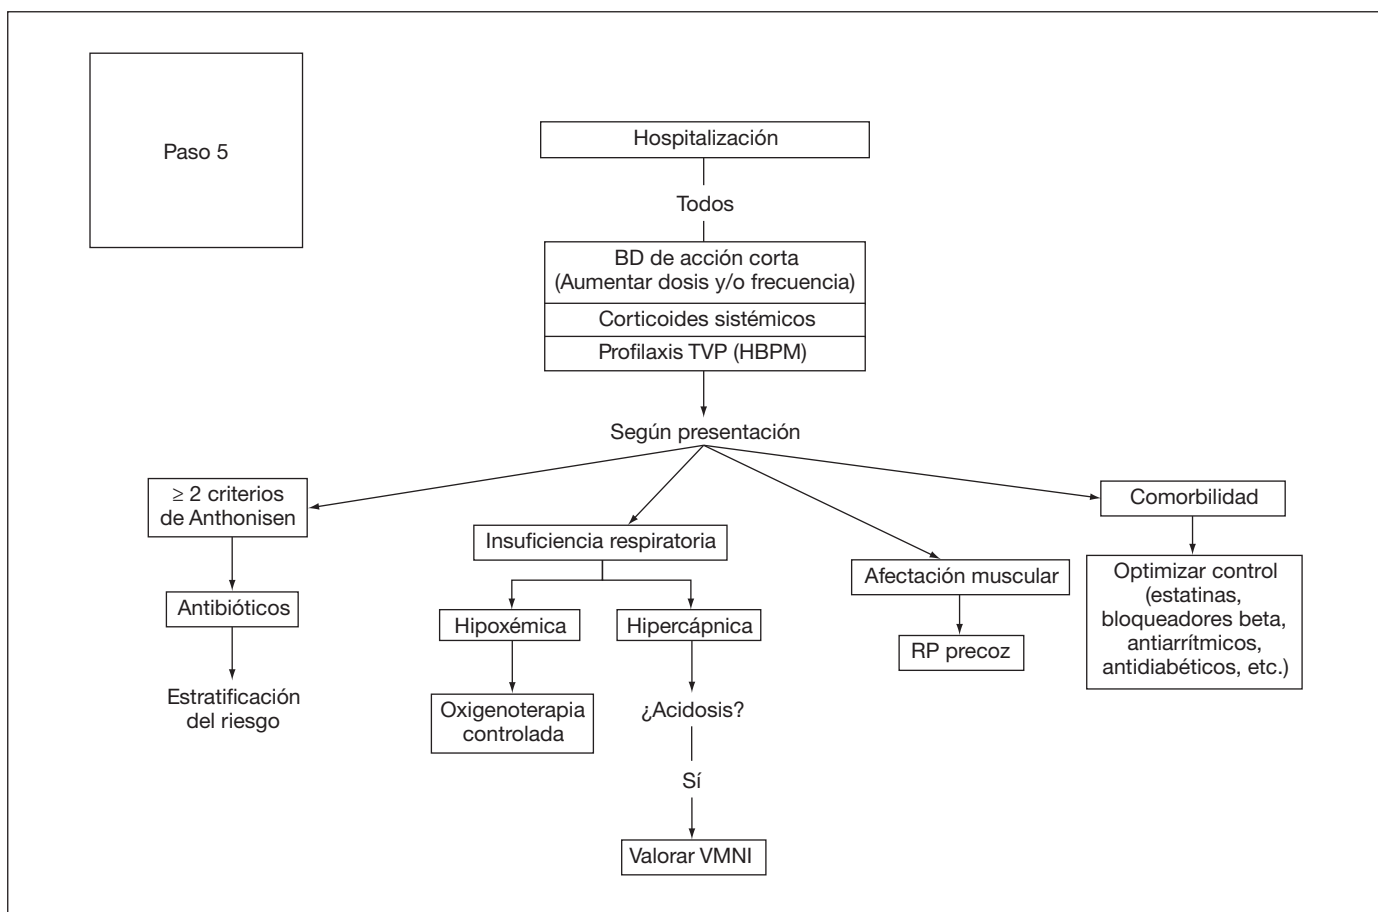 Paso 5
Hospitalización
Todos
BD de acción corta
(Aumentar dosis y/o frecuencia)
Corticoides sistémicos
Profilaxis TVP (HBPM)
Según presentación
≥ 2 criterios
de Anthonisen
Antibióticos
Estratificación
del riesgo
Insuficiencia respiratoria
Hipoxémica
Oxigenoterapia
controlada
Hipercápnica
¿Acidosis?
Sí
Valorar VMNI
Afectación muscular
RP precoz
Comorbilidad
Optimizar control
(estatinas,
bloqueadores beta,
antiarrítmicos,
antidiabéticos, etc.)